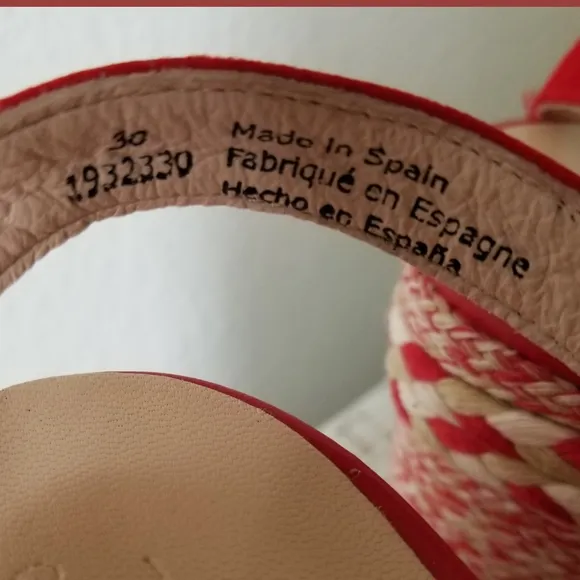 30
1932330
Made in Spain
Fabriqué en Espagne
Hecho en España